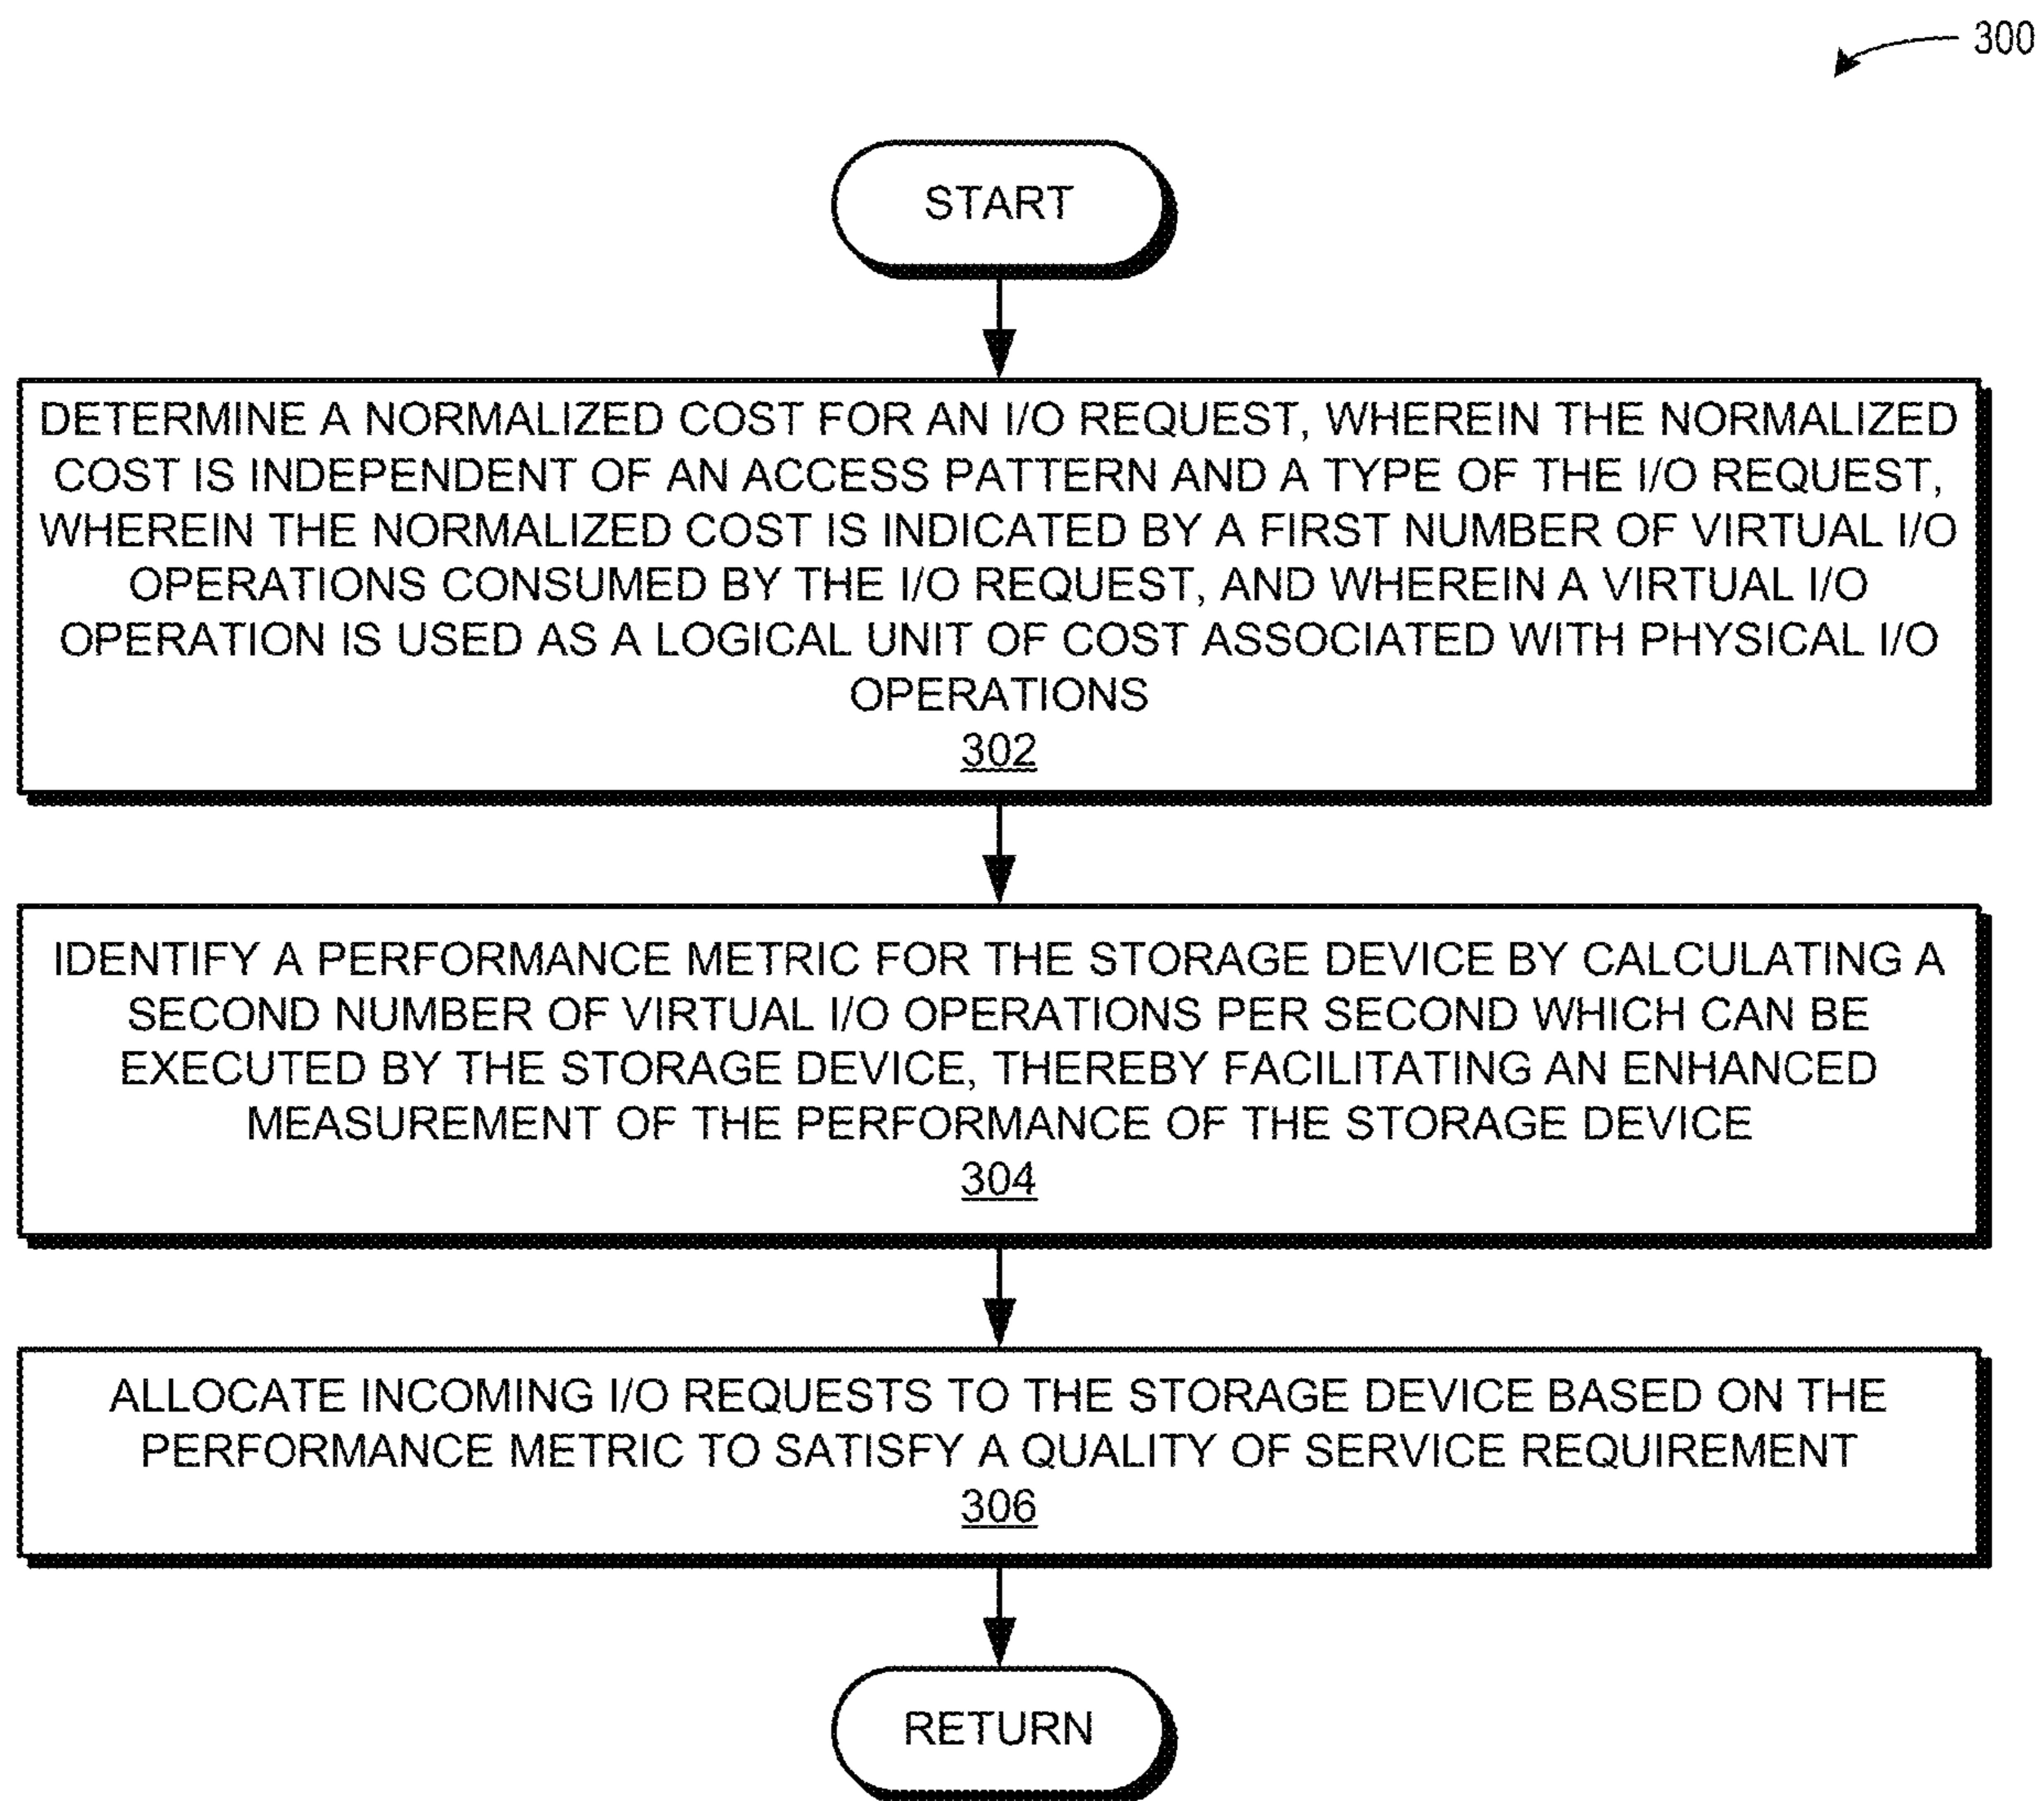 300
START
DETERMINE A NORMALIZED COST FOR AN I/O REQUEST, WHEREIN THE NORMALIZED
COST IS INDEPENDENT OF AN ACCESS PATTERN AND A TYPE OF THE I/O REQUEST,
WHEREIN THE NORMALIZED COST IS INDICATED BY A FIRST NUMBER OF VIRTUAL I/O
OPERATIONS CONSUMED BY THE I/O REQUEST, AND WHEREIN A VIRTUAL I/O
OPERATION IS USED AS A LOGICAL UNIT OF COST ASSOCIATED WITH PHYSICAL I/O
OPERATIONS
302
IDENTIFY A PERFORMANCE METRIC FOR THE STORAGE DEVICE BY CALCULATING A
SECOND NUMBER OF VIRTUAL I/O OPERATIONS PER SECOND WHICH CAN BE
EXECUTED BY THE STORAGE DEVICE, THEREBY FACILITATING AN ENHANCED
MEASUREMENT OF THE PERFORMANCE OF THE STORAGE DEVICE
304
ALLOCATE INCOMING I/O REQUESTS TO THE STORAGE DEVICE BASED ON THE
PERFORMANCE METRIC TO SATISFY A QUALITY OF SERVICE REQUIREMENT
306
RETURN